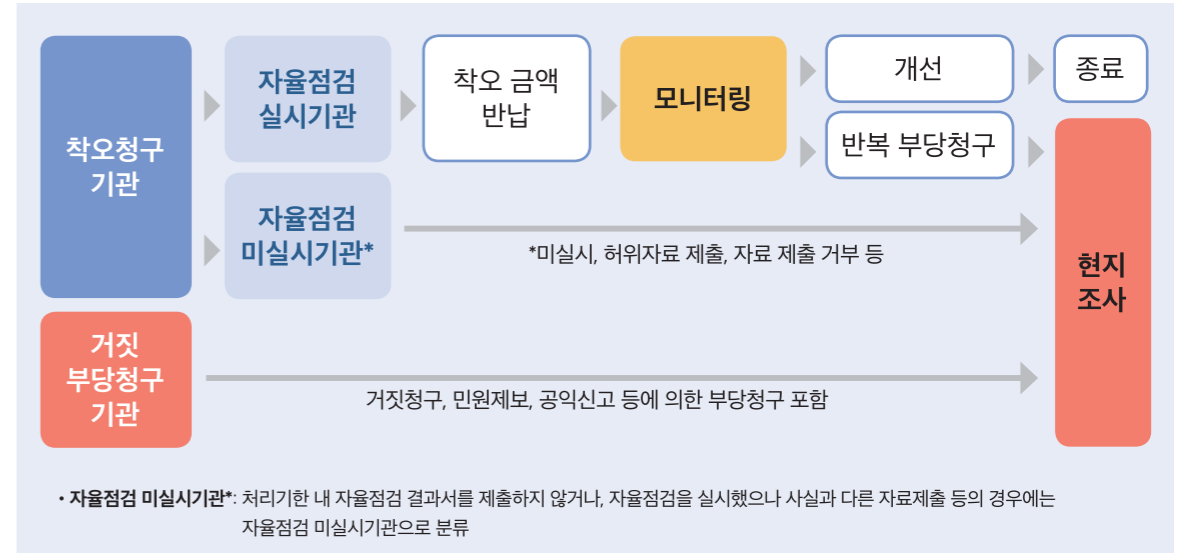 착오청구
기관
자율점검
실시기관
착오 금액
반납
모니터링
개선
종료
반복 부당청구
자율점검
미실시기관*
*미실시, 허위자료 제출, 자료 제출 거부 등
현지
조사
거짓
부당청구
기관
거짓청구, 민원제보, 공익신고 등에 의한 부당청구 포함
• 자율점검 미실시기관*: 처리기한 내 자율점검 결과서를 제출하지 않거나, 자율점검을 실시했으나 사실과 다른 자료제출 등의 경우에는
자율점검 미실시기관으로 분류